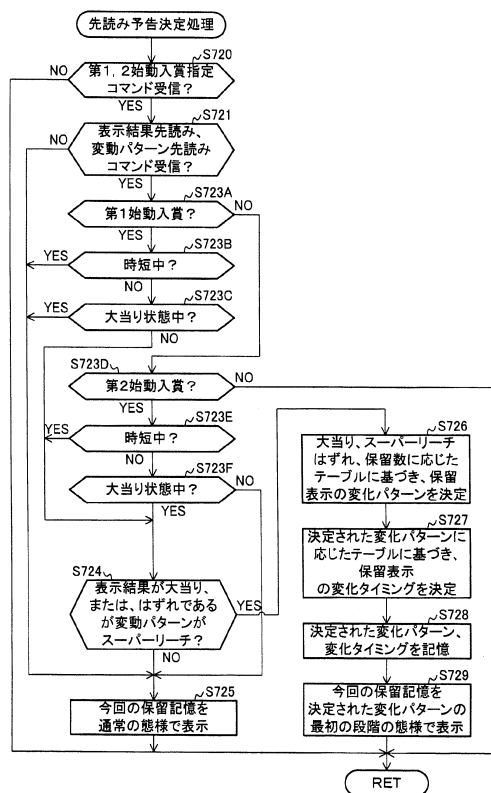 先読み予告決定処理
S720
NO
第1,2始動入賞指定
コマンド受信?
YES
S721
NO
表示結果先読み、
変動パターン先読み
コマンド受信?
YES
S723A
第1始動入賞?
NO
YES
S723B
YES
時短中?
NO
S723C
YES
大当り状態中?
NO
S723D
第2始動入賞?
NO
YES
S723E
YES
時短中?
NO
S723F
大当り状態中?
NO
YES
S724
表示結果が大当り、
または、はずれである
が変動パターンが
スーパーリーチ?
YES
NO
S725
今回の保留記憶を
通常の態様で表示
S726
大当り、スーパーリーチ
はずれ、保留数に応じた
テーブルに基づき、保留
表示の変化パターンを決定
S727
決定された変化パターンに
応じたテーブルに基づき、
保留表示
の変化タイミングを決定
S728
決定された変化パターン、
変化タイミングを記憶
S729
今回の保留記憶を
決定された変化パターンの
最初の段階の態様で表示
RET